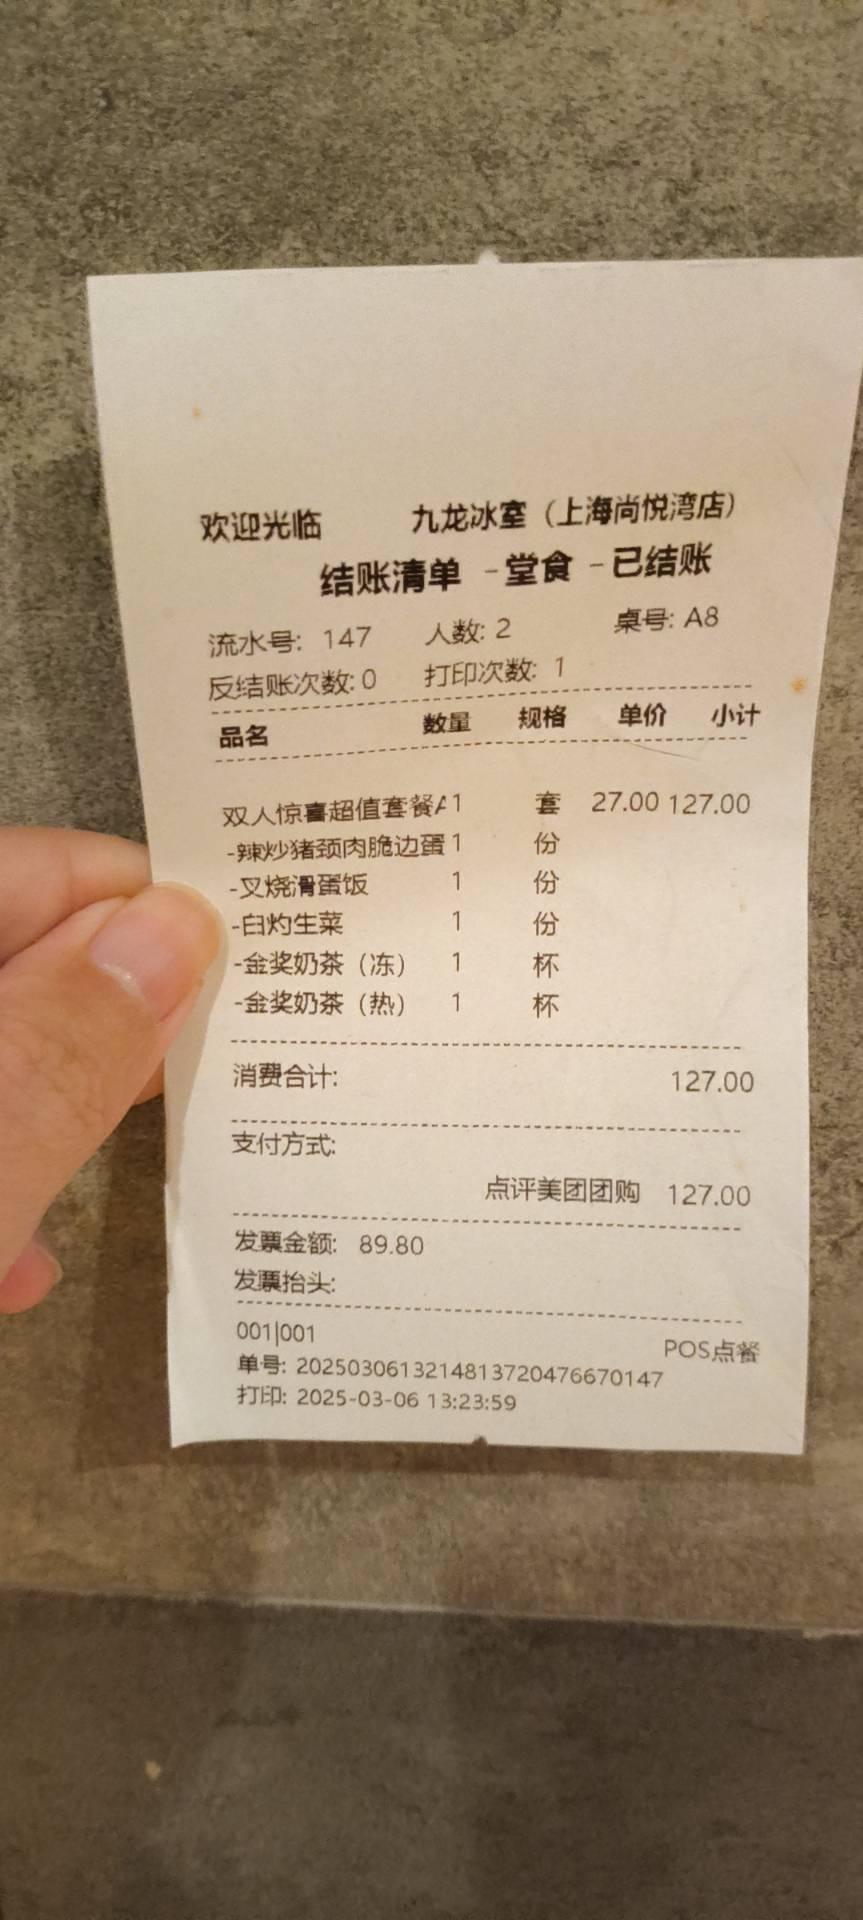 欢迎光临 九龙冰室（上海尚悦湾店）
结账清单 -堂食 -已结账
流水号: 147 人数: 2 桌号: A8
反结账次数: 0 打印次数: 1
品名 数量 规格 单价 小计
双人惊喜超值套餐A 1 套 27.00 127.00
-辣炒猪颈肉脆边蛋 1 份
-叉烧滑蛋饭 1 份
-白灼生菜 1 份
-金奖奶茶（冻） 1 杯
-金奖奶茶（热） 1 杯
消费合计: 127.00
支付方式:
点评美团团购 127.00
发票金额: 89.80
发票抬头:
001|001 POS点餐
单号: 2025030613214813720476670147
打印: 2025-03-06 13:23:59